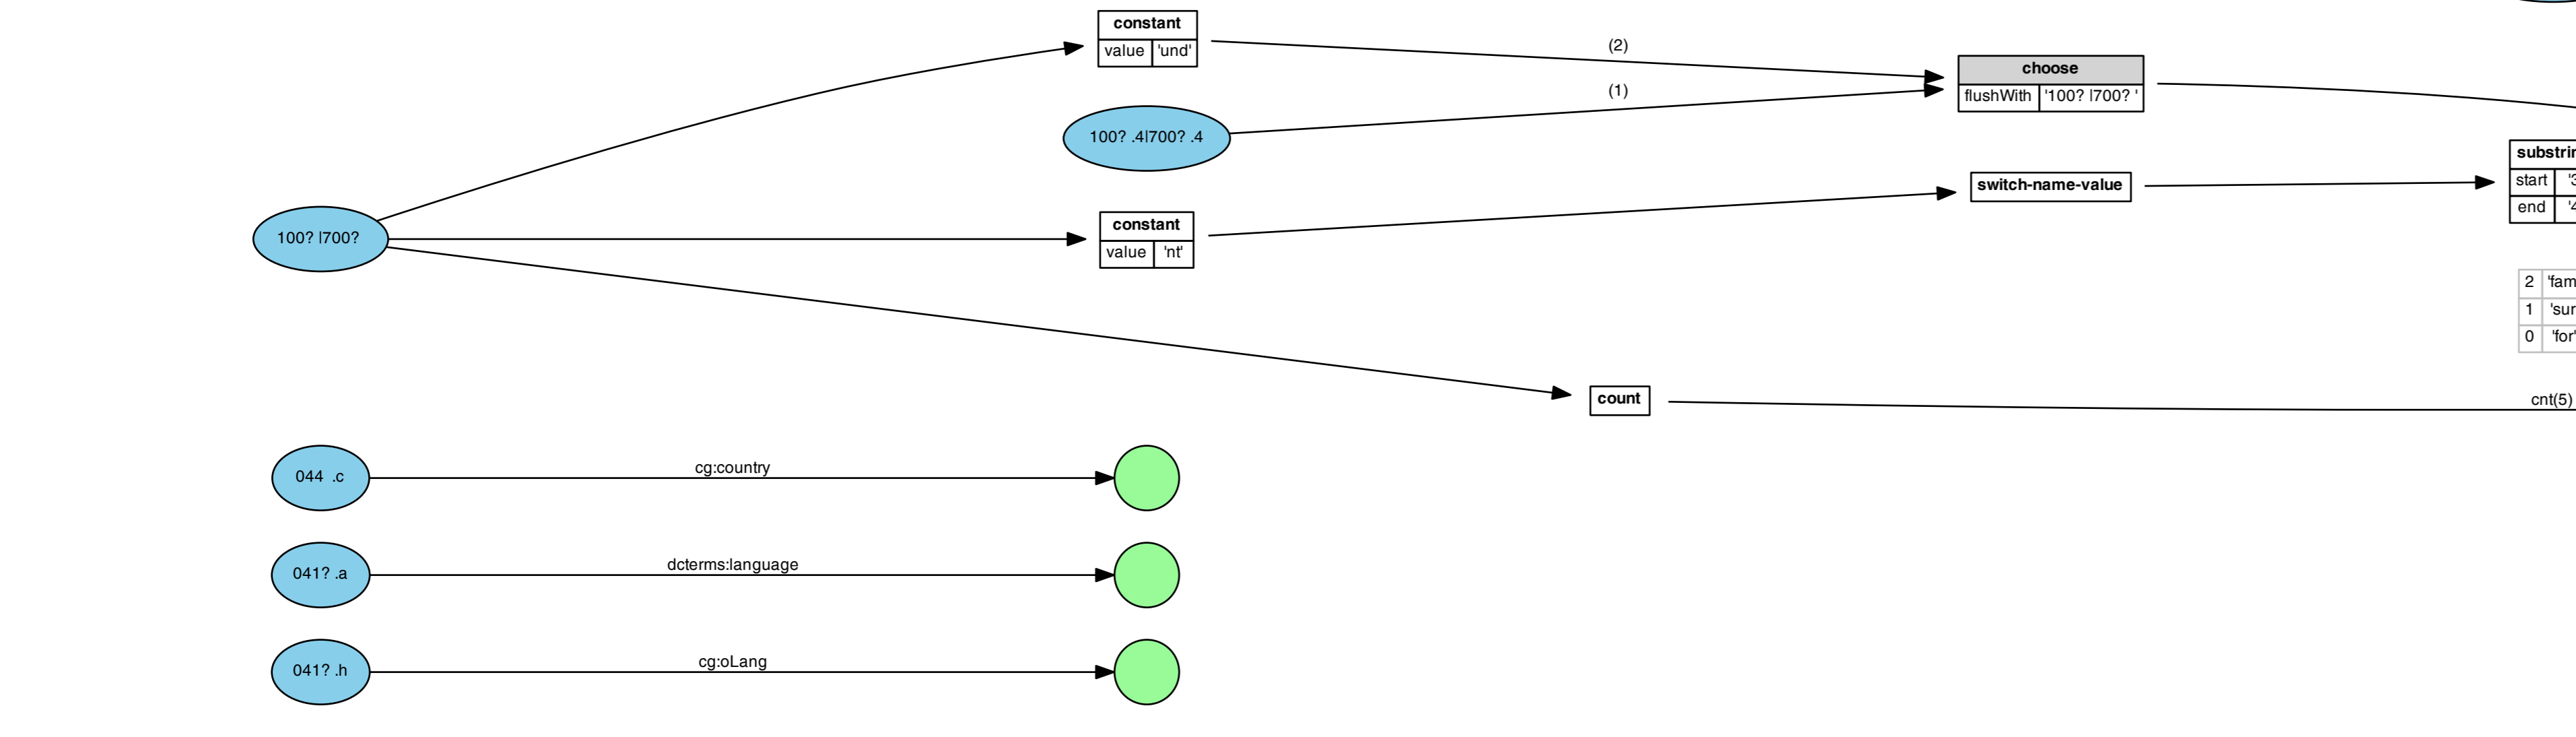 constant
value 'und'
(2)
choose
flushWith '100? |700? '
(1)
100? .4|700? .4
100? |700?
constant
value 'nt'
switch-name-value
start
end
2
1
0
count
cnt(5)
044 .c
cg:country
041? .a
dcterms:language
041? .h
cg:oLang